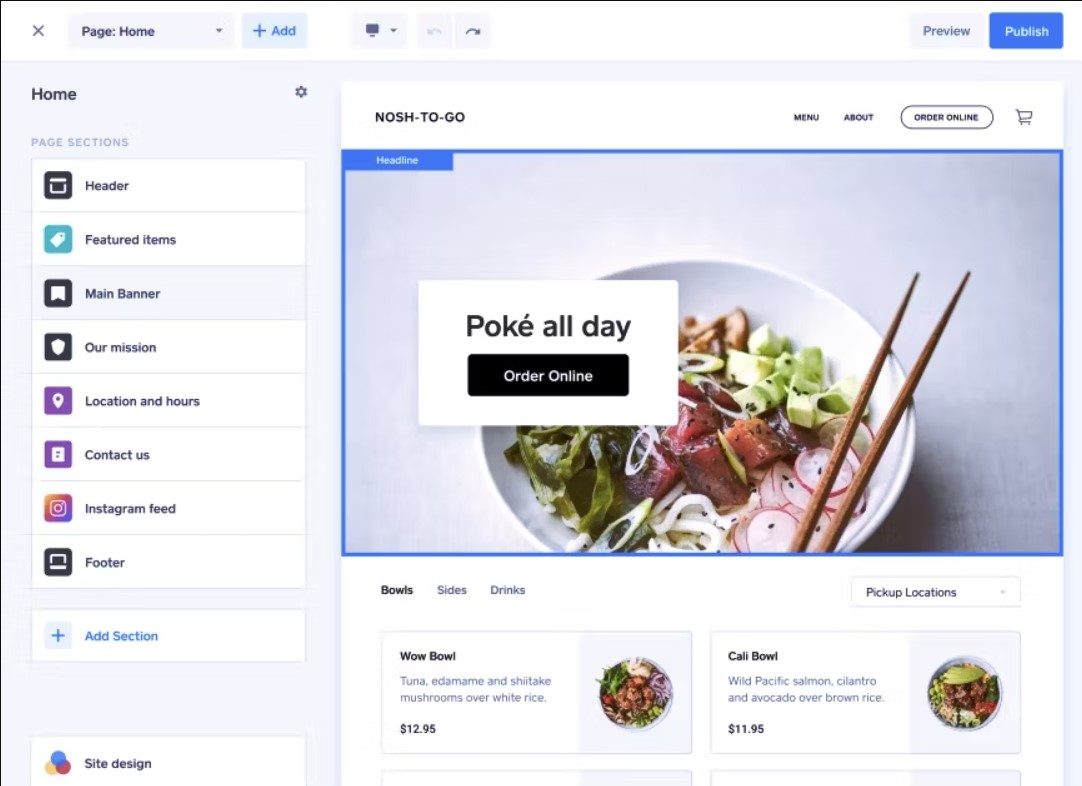 Page: Home
+ Add
Preview
Publish
Home
PAGE SECTIONS
Header
Featured items
Main Banner
Our mission
Location and hours
Contact us
Instagram feed
Footer
+ Add Section
Site design
NOSH-TO-GO
MENU
ABOUT
ORDER ONLINE
Headline
Poké all day
Order Online
Bowls
Sides
Drinks
Pickup Locations
Wow Bowl
Tuna, edamame and shiitake
mushrooms over white rice.
$12.95
Cali Bowl
Wild Pacific salmon, cilantro
and avocado over brown rice.
$11.95